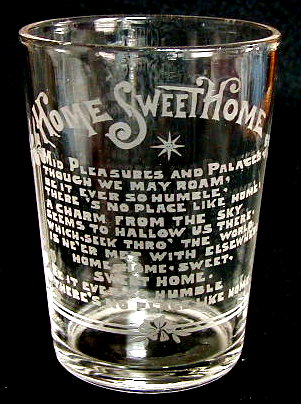 HOME SWEET HOME
MID PLEASURES AND PALACES
THOUGH WE MAY ROAM,
BE IT EVER SO HUMBLE,
THERE'S NO PLACE LIKE HOME
A CHARM FROM THE SKY
SEEMS TO HALLOW US THERE,
WHICH, SEEK THRO' THE WORLD
IS NE'ER MET WITH ELSEWHERE
HOME, HOME, SWEET,
SWEET HOME.
BE IT EVER SO HUMBLE
THERE'S NO PLACE LIKE HOME